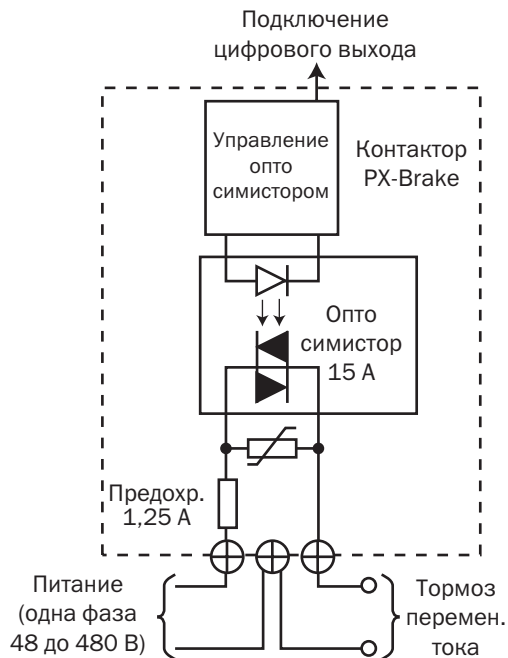 Подключение
цифрового выхода
Управление
опто
симистором
Контактор
PX-Brake
Опто
симистор
15 А
Предохр.
1,25 А
Питание
(одна фаза
48 до 480 В)
Тормоз
перемен.
тока